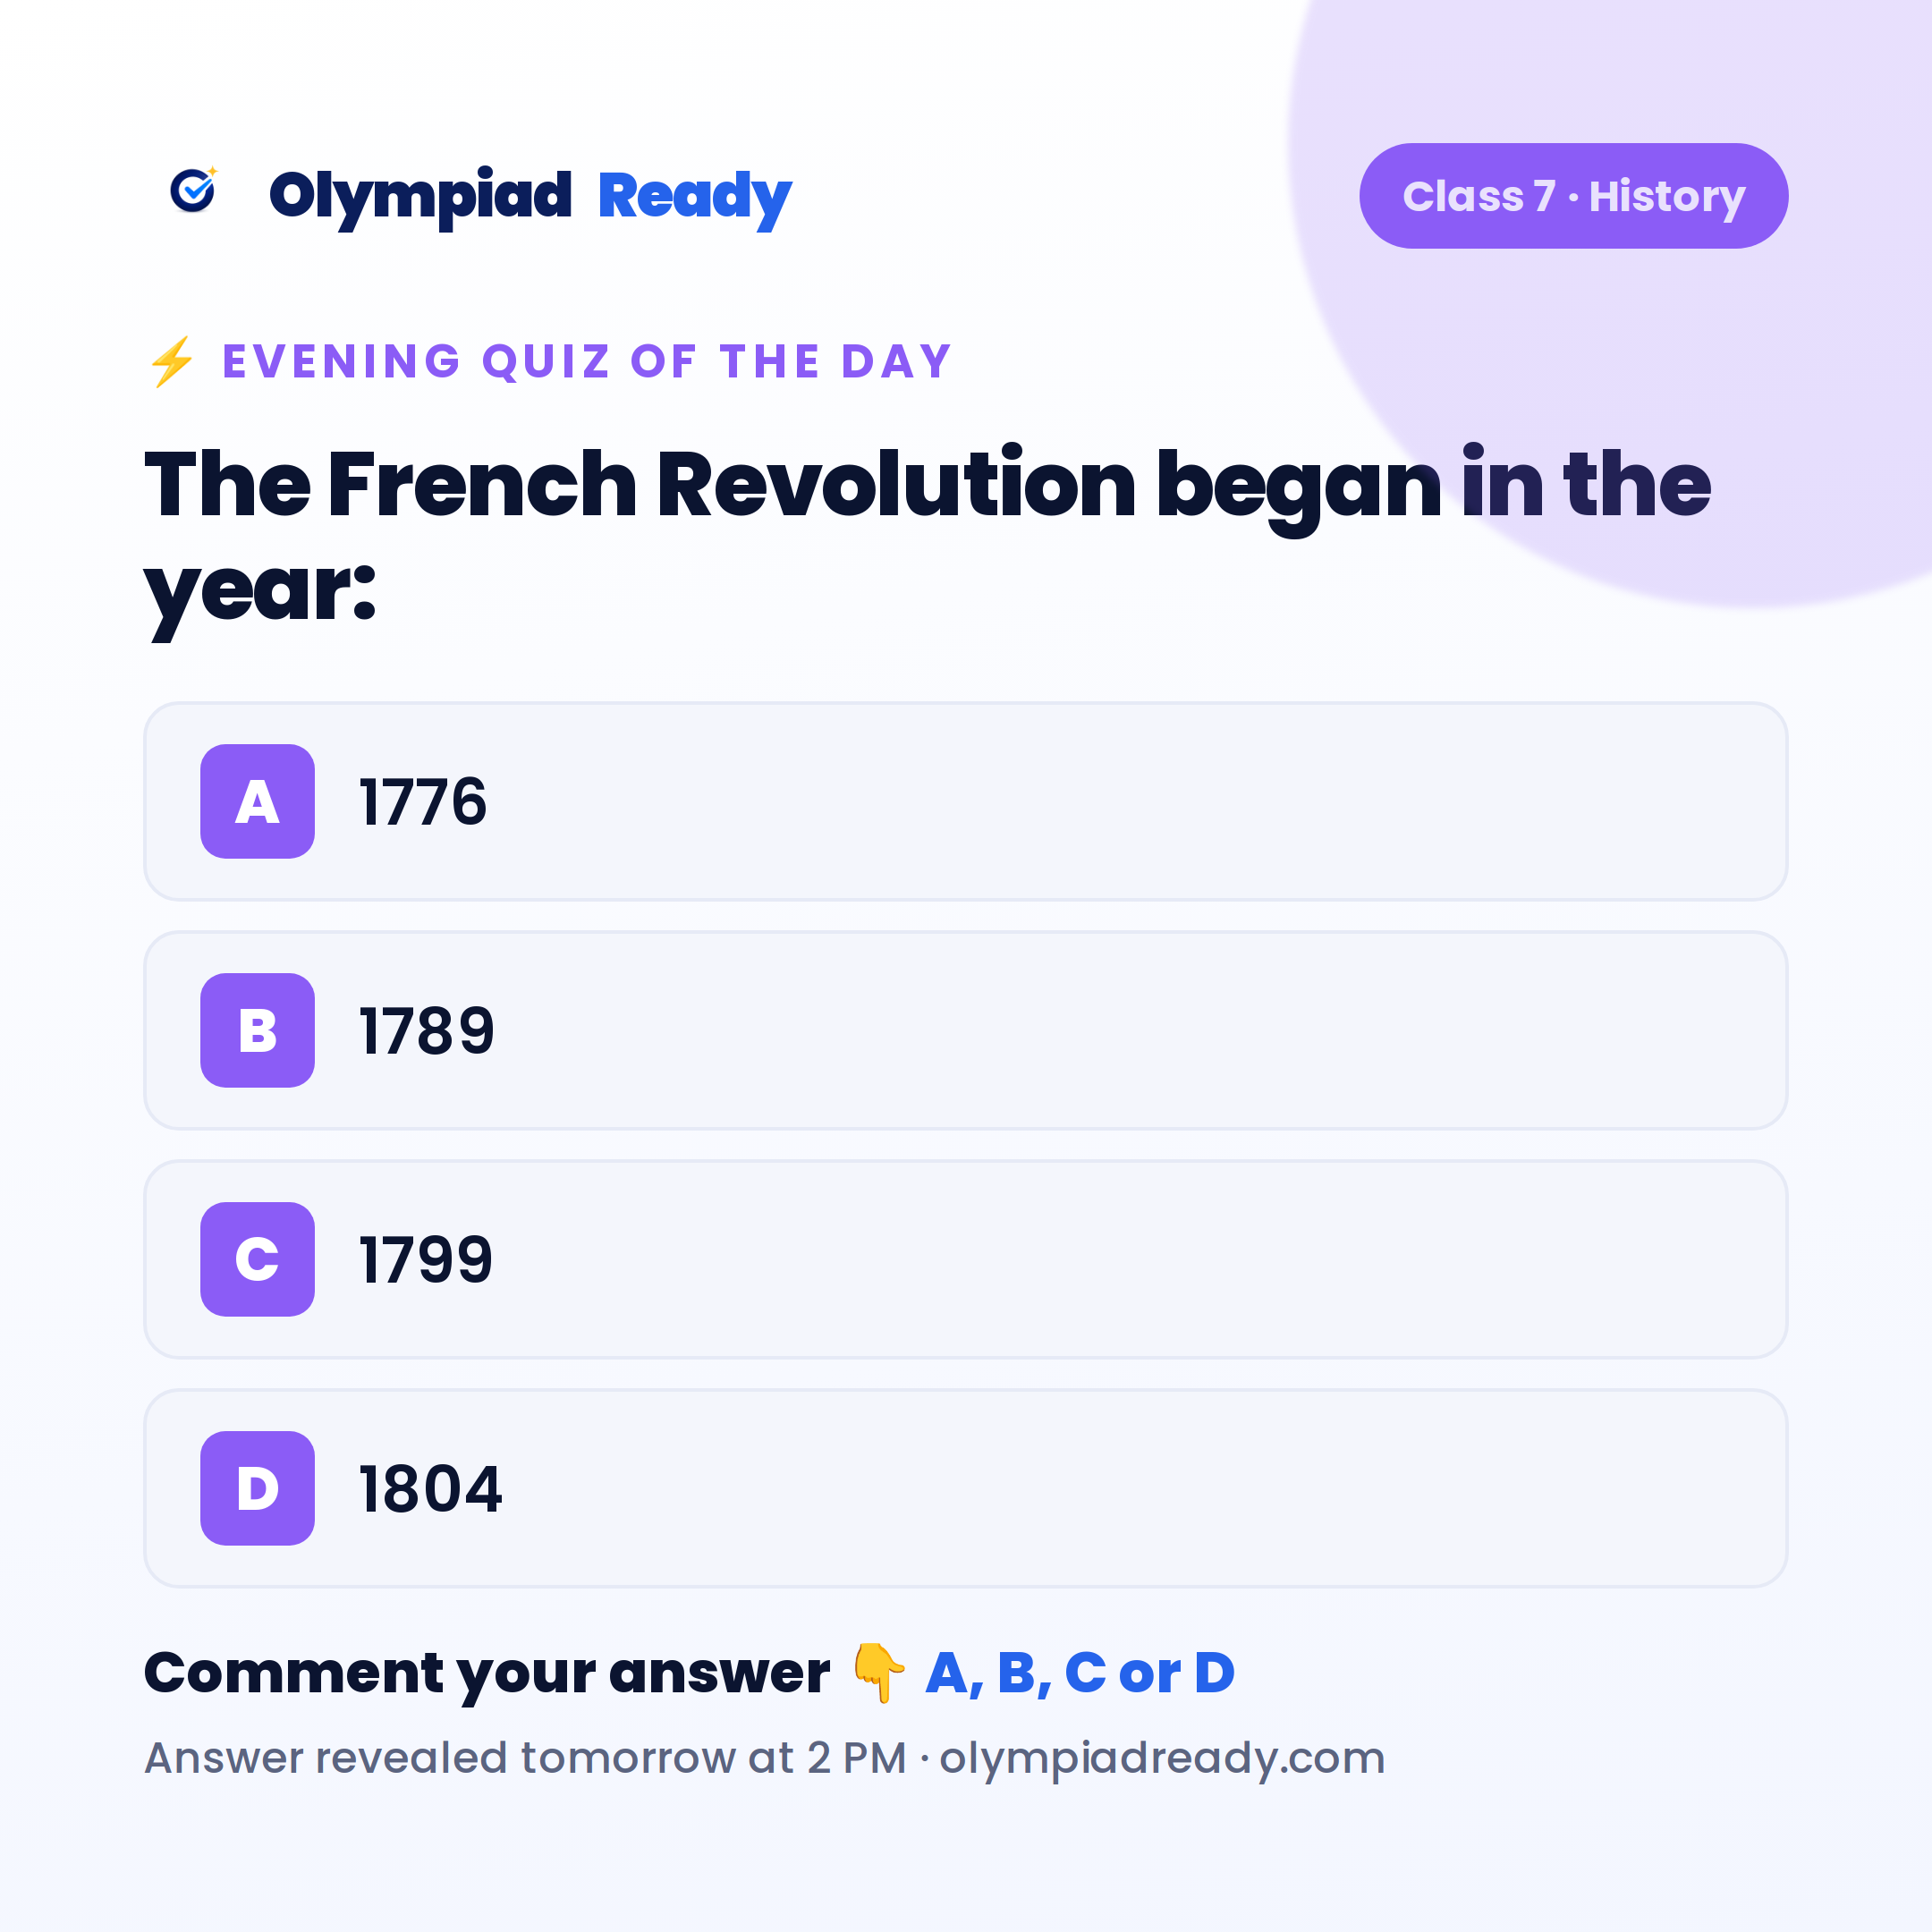 Olympiad Ready
Class 7 · History
⚡ EVENING QUIZ OF THE DAY
The French Revolution began in the
year:
A 1776
B 1789
C 1799
D 1804
Comment your answer 👇 A, B, C or D
Answer revealed tomorrow at 2 PM · olympiadready.com